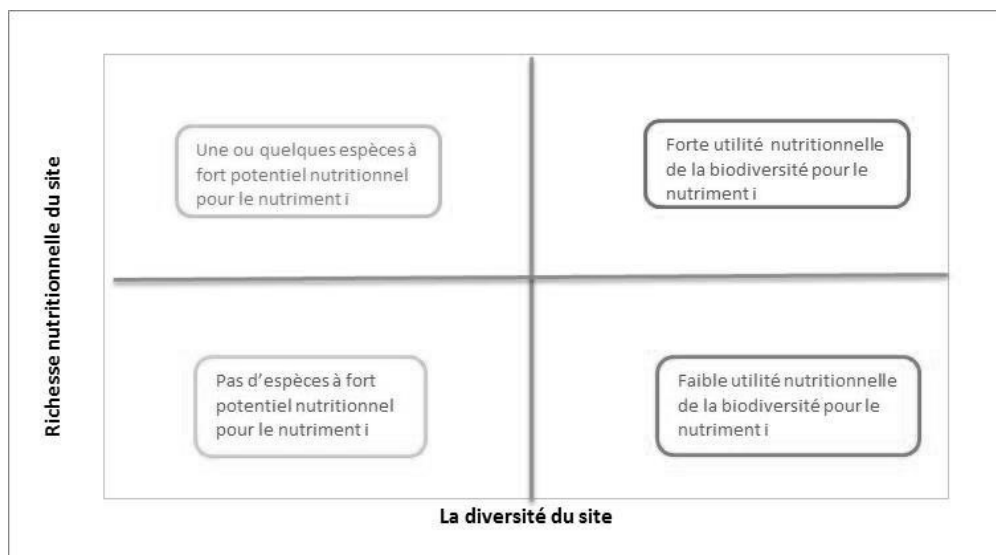 Richesse nutritionnelle du site
Une ou quelques espèces à
fort potentiel nutritionnel
pour le nutriment i
Forte utilité  nutritionnelle
de la biodiversité pour le
nutriment i
Pas d'espèces à fort
potentiel nutritionnel
pour le nutriment i
Faible utilité nutritionnelle
de la biodiversité pour le
nutriment i
La diversité du site